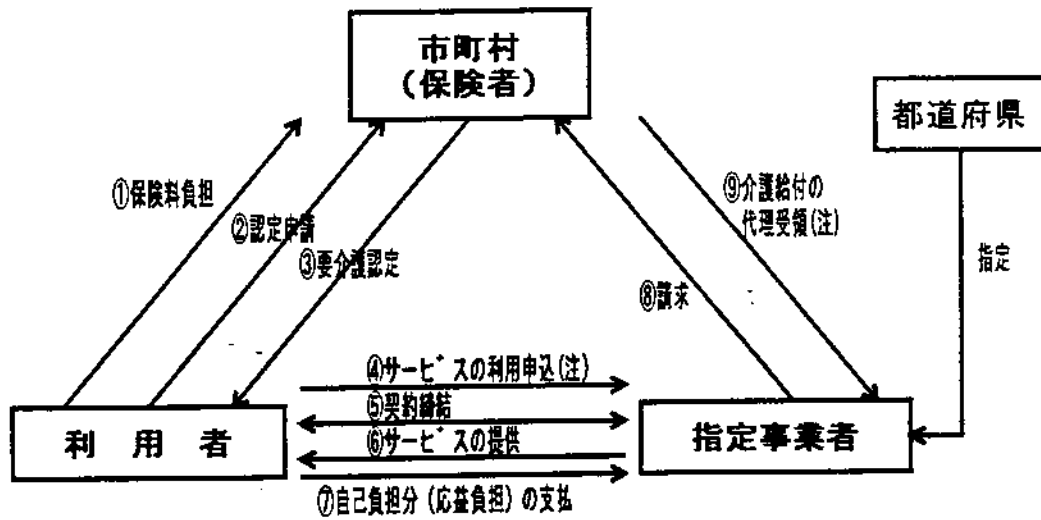 市町村
（保険者）
都道府県
①保険料負担
②認定申請
③要介護認定
⑨介護給付の
代理受領(注)
指定
⑧請求
④サービスの利用申込(注)
⑤契約締結
⑥サービスの提供
⑦自己負担分（応益負担）の支払
利用者
指定事業者